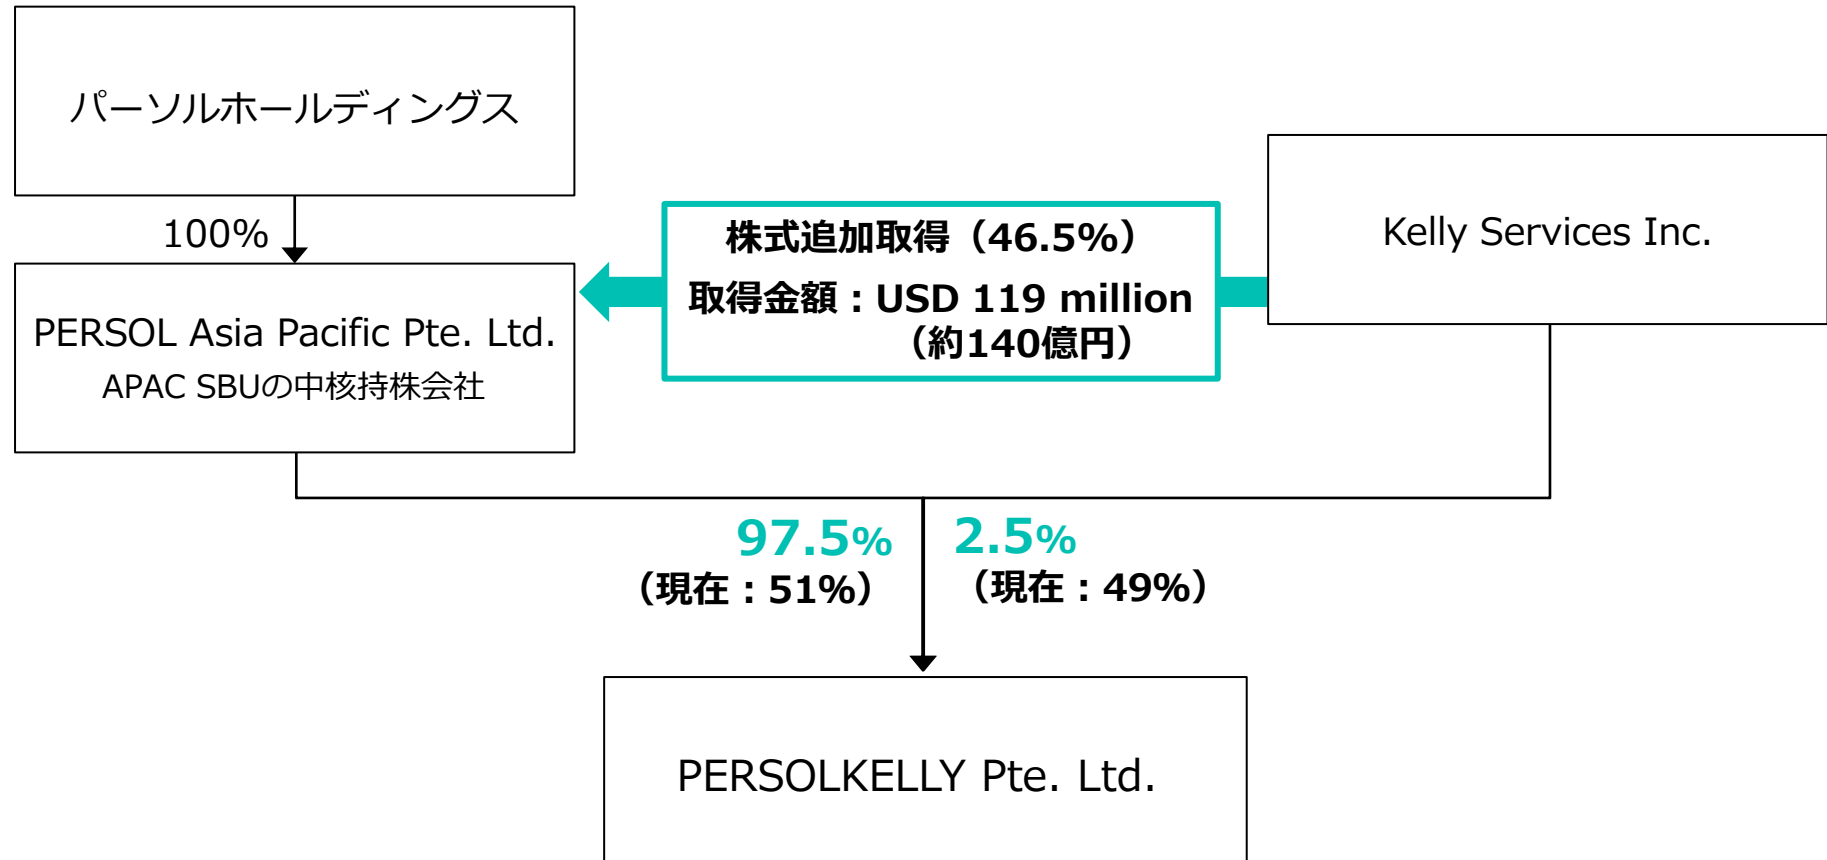 パーソルホールディングス
100%
PERSOL Asia Pacific Pte. Ltd.
APAC SBUの中核持株会社
株式追加取得（46.5%）
取得金額：USD 119 million
（約140億円）
Kelly Services Inc.
97.5%
（現在：51%）
2.5%
（現在：49%）
PERSOLKELLY Pte. Ltd.